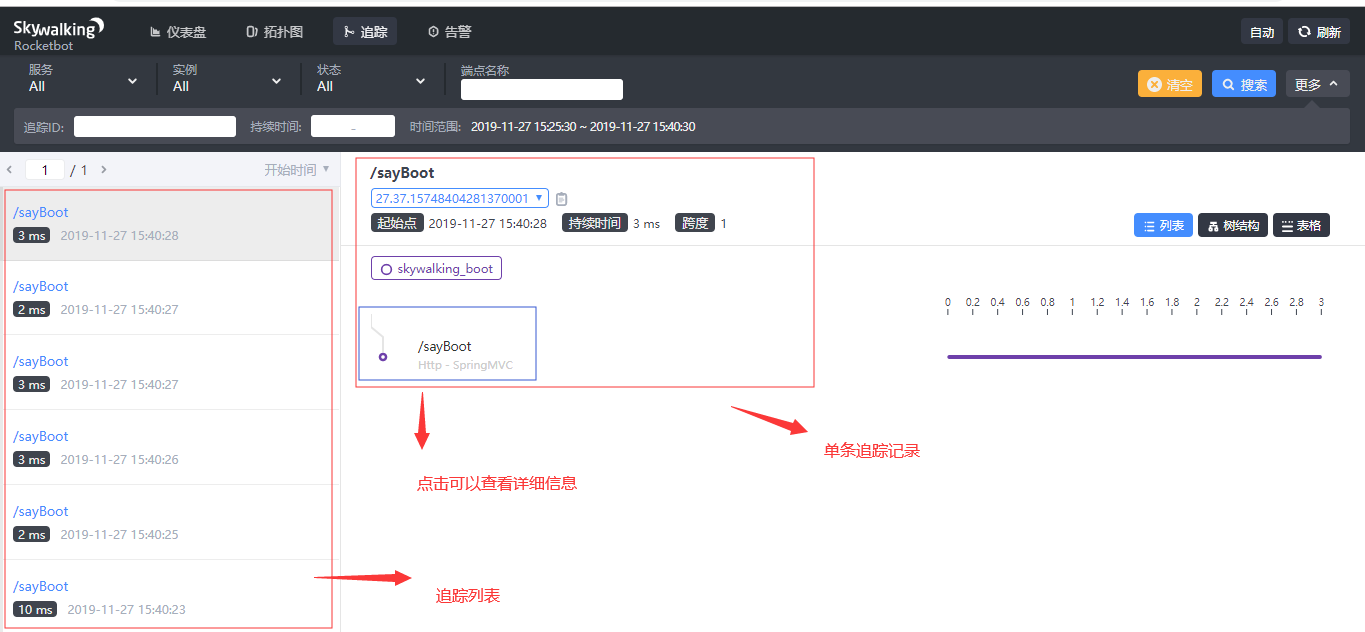 Skywalking
Rocketbot
仪表盘
拓扑图
追踪
告警
自动
刷新
服务
All
实例
All
状态
All
端点名称
清空
搜索
更多
追踪ID:
持续时间:
-
时间范围:
2019-11-27 15:25:30 ~ 2019-11-27 15:40:30
1 / 1
开始时间
/sayBoot
3 ms 2019-11-27 15:40:28
/sayBoot
2 ms 2019-11-27 15:40:27
/sayBoot
3 ms 2019-11-27 15:40:27
/sayBoot
3 ms 2019-11-27 15:40:26
/sayBoot
2 ms 2019-11-27 15:40:25
/sayBoot
10 ms 2019-11-27 15:40:23
/sayBoot
27.37.15748404281370001
起始点 2019-11-27 15:40:28 持续时间 3 ms 跨度 1
列表
树结构
表格
skywalking_boot
0 0.2 0.4 0.6 0.8 1 1.2 1.4 1.6 1.8 2 2.2 2.4 2.6 2.8 3
/sayBoot
Http - SpringMVC
单条追踪记录
点击可以查看详细信息
追踪列表